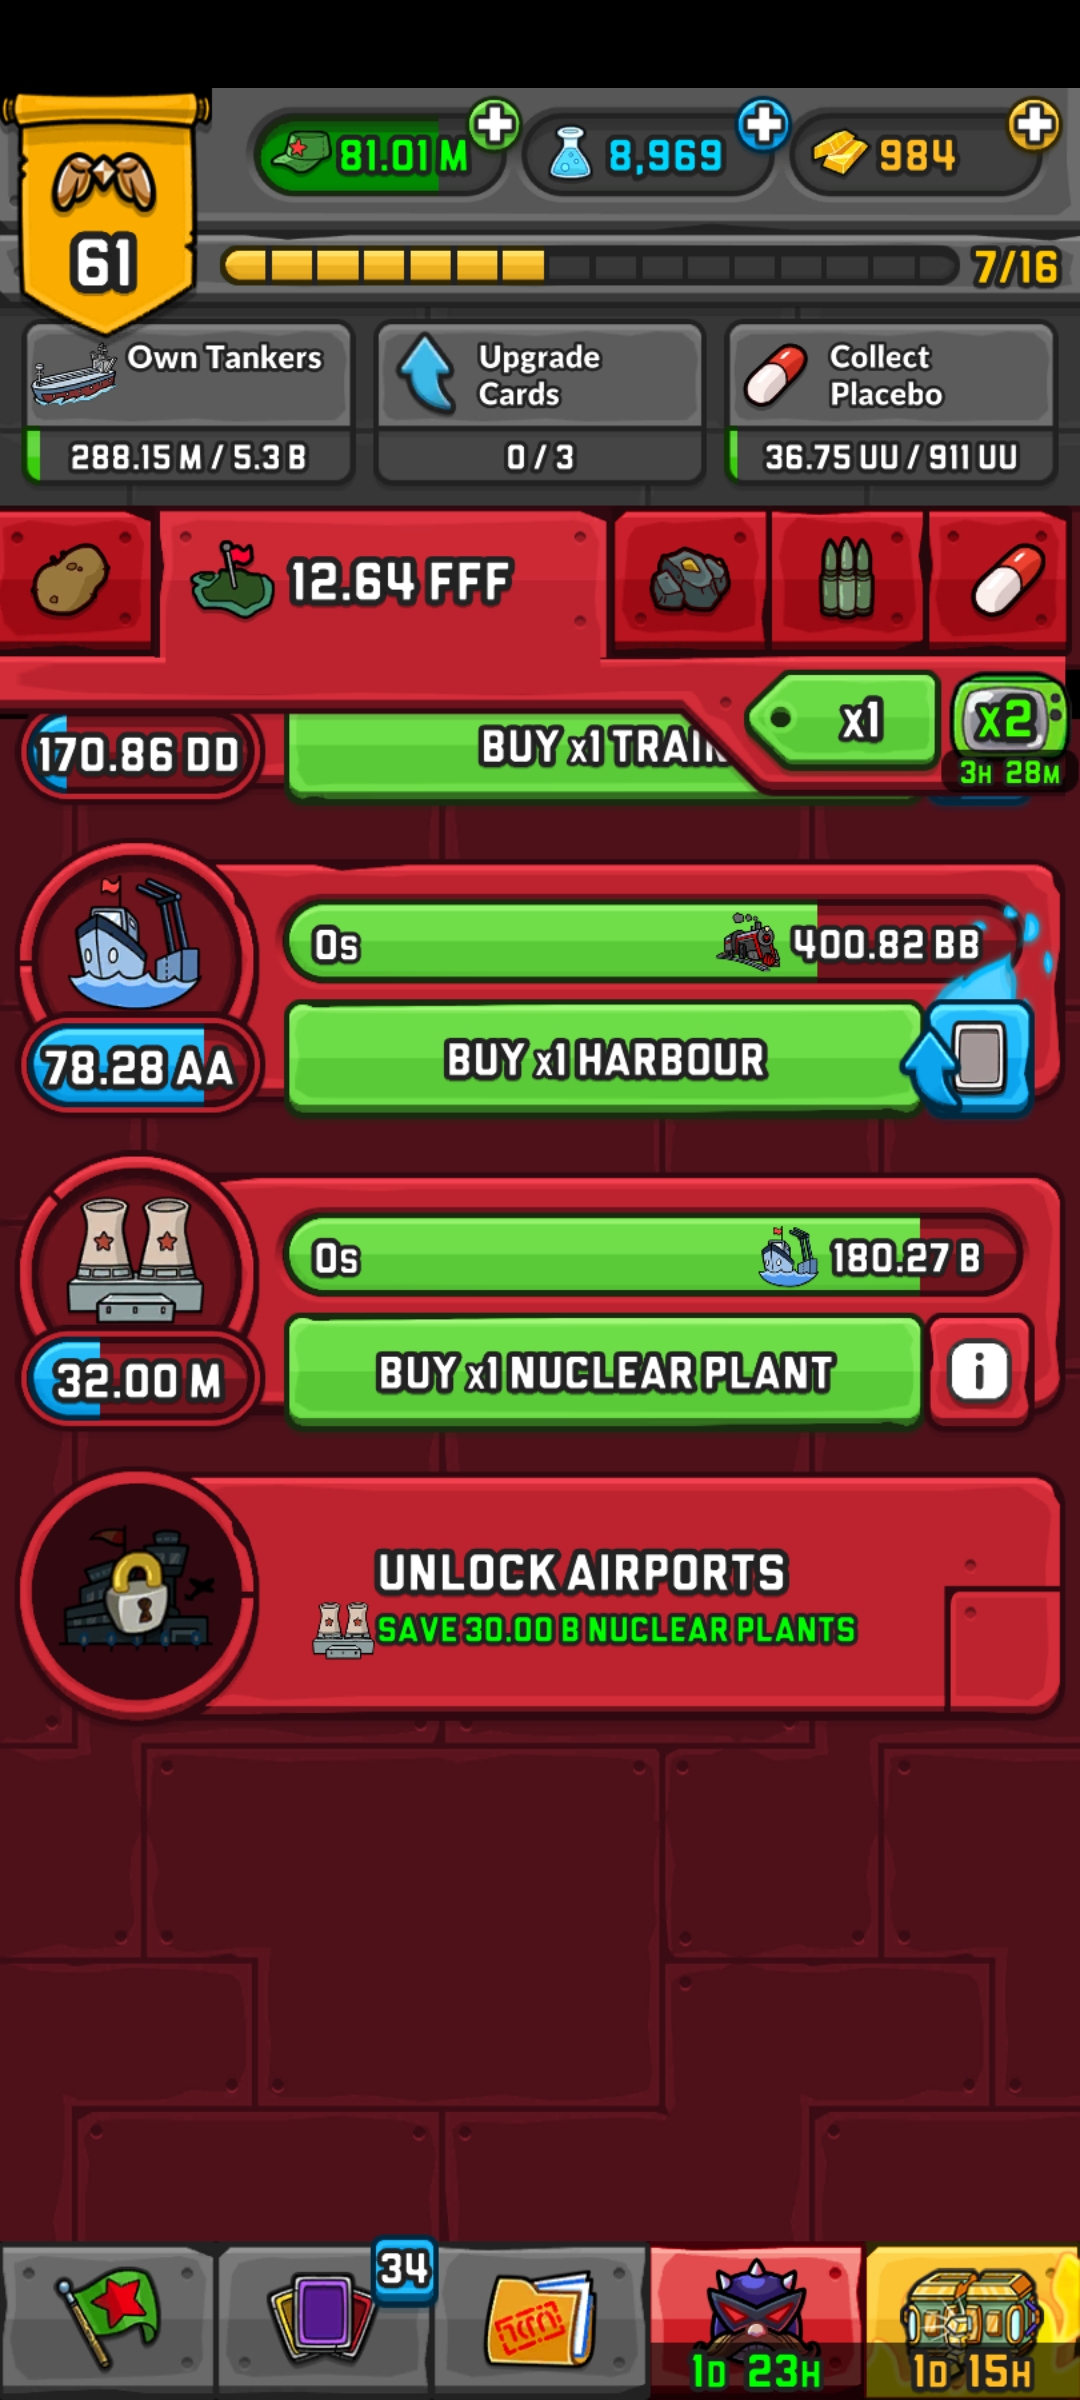 81.01 M
8,969
984
61
7/16
Own Tankers
288.15 M / 5.3 B
Upgrade
Cards
0 / 3
Collect
Placebo
36.75 UU / 911 UU
12.64 FFF
x1
x2
3H 28M
170.86 DD
BUY x1 TRAIN
0s
400.82 BB
78.28 AA
BUY x1 HARBOUR
0s
180.27 B
32.00 M
BUY x1 NUCLEAR PLANT
i
UNLOCK AIRPORTS
SAVE 30.00 B NUCLEAR PLANTS
34
1D 23H
1D 15H